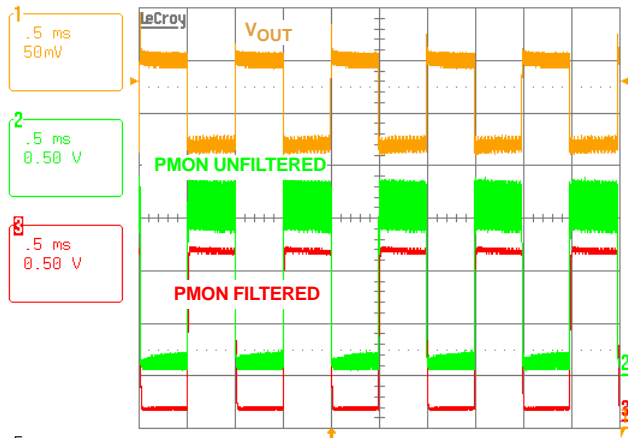 1
.5 ms
50mV
2
.5 ms
0.50 V
3
.5 ms
0.50 V
LeCroy
VOUT
PMON UNFILTERED
PMON FILTERED
2